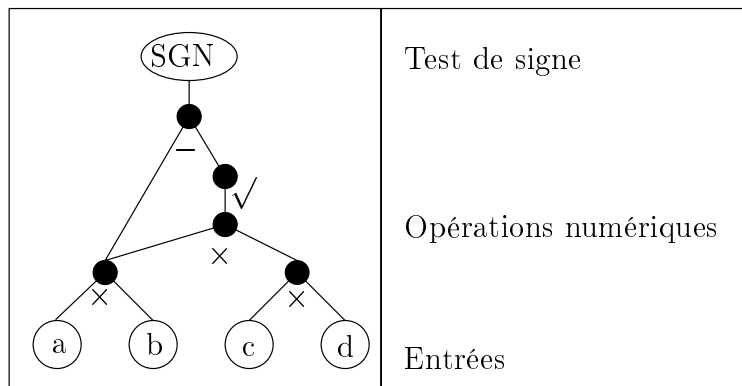 SGN
Test de signe
−
√
Opérations numériques
×
×
×
a b c d
Entrées